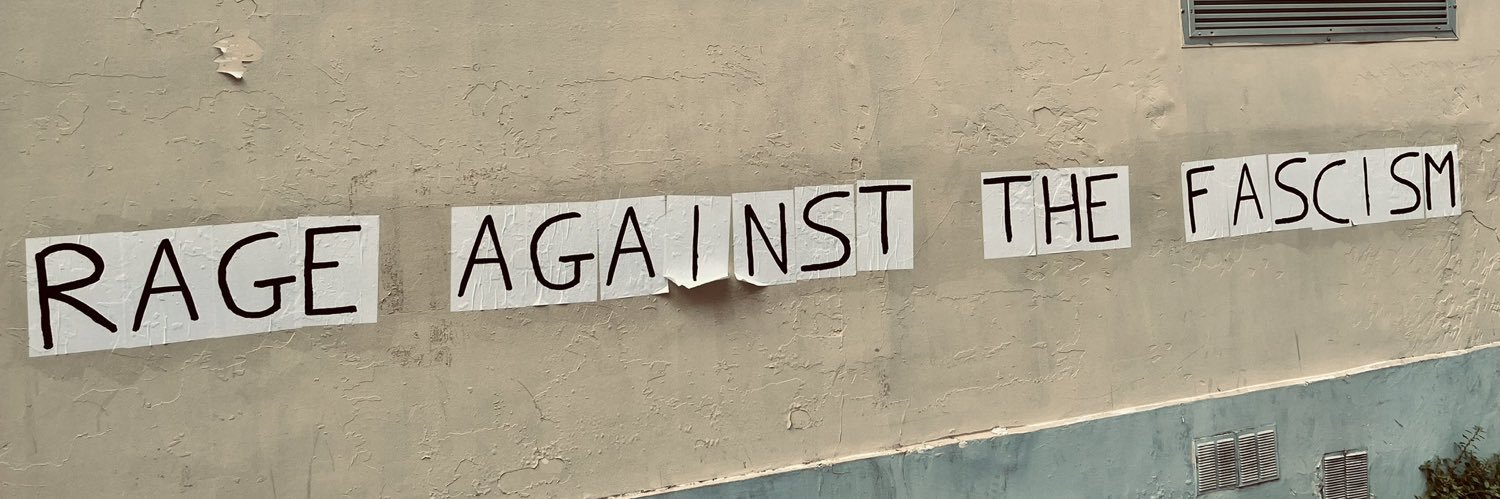 RAGE AGAINST THE FASCISM